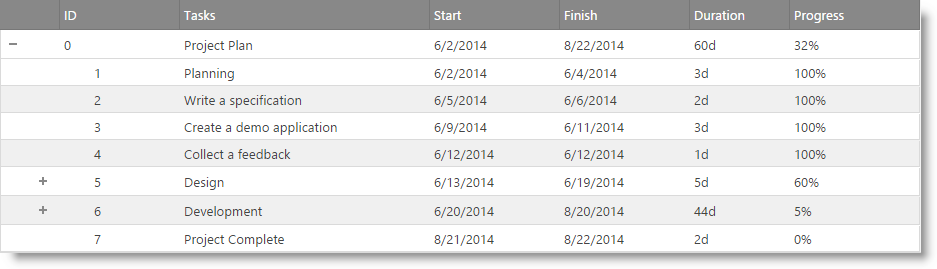 ID Tasks Start Finish Duration Progress
0 Project Plan 6/2/2014 8/22/2014 60d 32%
1 Planning 6/2/2014 6/4/2014 3d 100%
2 Write a specification 6/5/2014 6/6/2014 2d 100%
3 Create a demo application 6/9/2014 6/11/2014 3d 100%
4 Collect a feedback 6/12/2014 6/12/2014 1d 100%
5 Design 6/13/2014 6/19/2014 5d 60%
6 Development 6/20/2014 8/20/2014 44d 5%
7 Project Complete 8/21/2014 8/22/2014 2d 0%